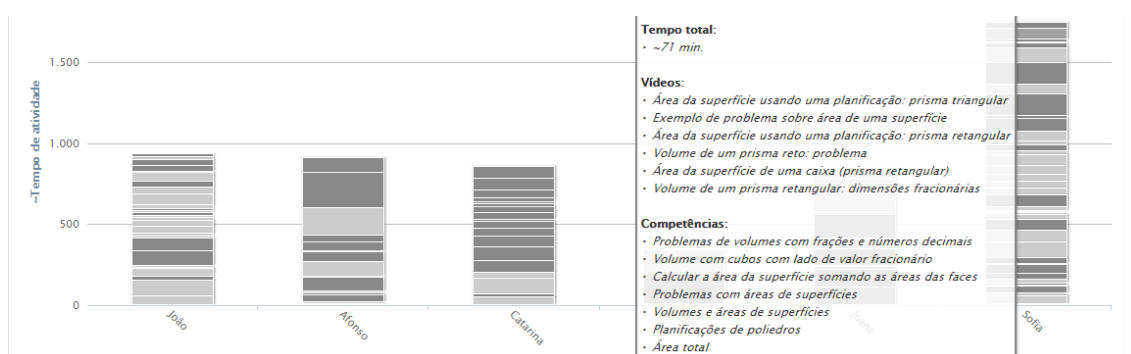 Tempo total:
· ~71 min.
Vídeos:
· Área da superfície usando uma planificação: prisma triangular
· Exemplo de problema sobre área de uma superfície
· Área da superfície usando uma planificação: prisma retangular
· Volume de um prisma reto: problema
· Área da superfície de uma caixa (prisma retangular)
· Volume de um prisma retangular: dimensões fracionárias
Competências:
· Problemas de volumes com frações e números decimais
· Volume com cubos com lado de valor fracionário
· Calcular a área da superfície somando as áreas das faces
· Problemas com áreas de superfícies
· Volumes e áreas de superfícies
· Planificações de poliedros
· Área total
~Tempo de atividade
1.500
1.000
500
0
João
Afonso
Catarina
Joana
Sofia